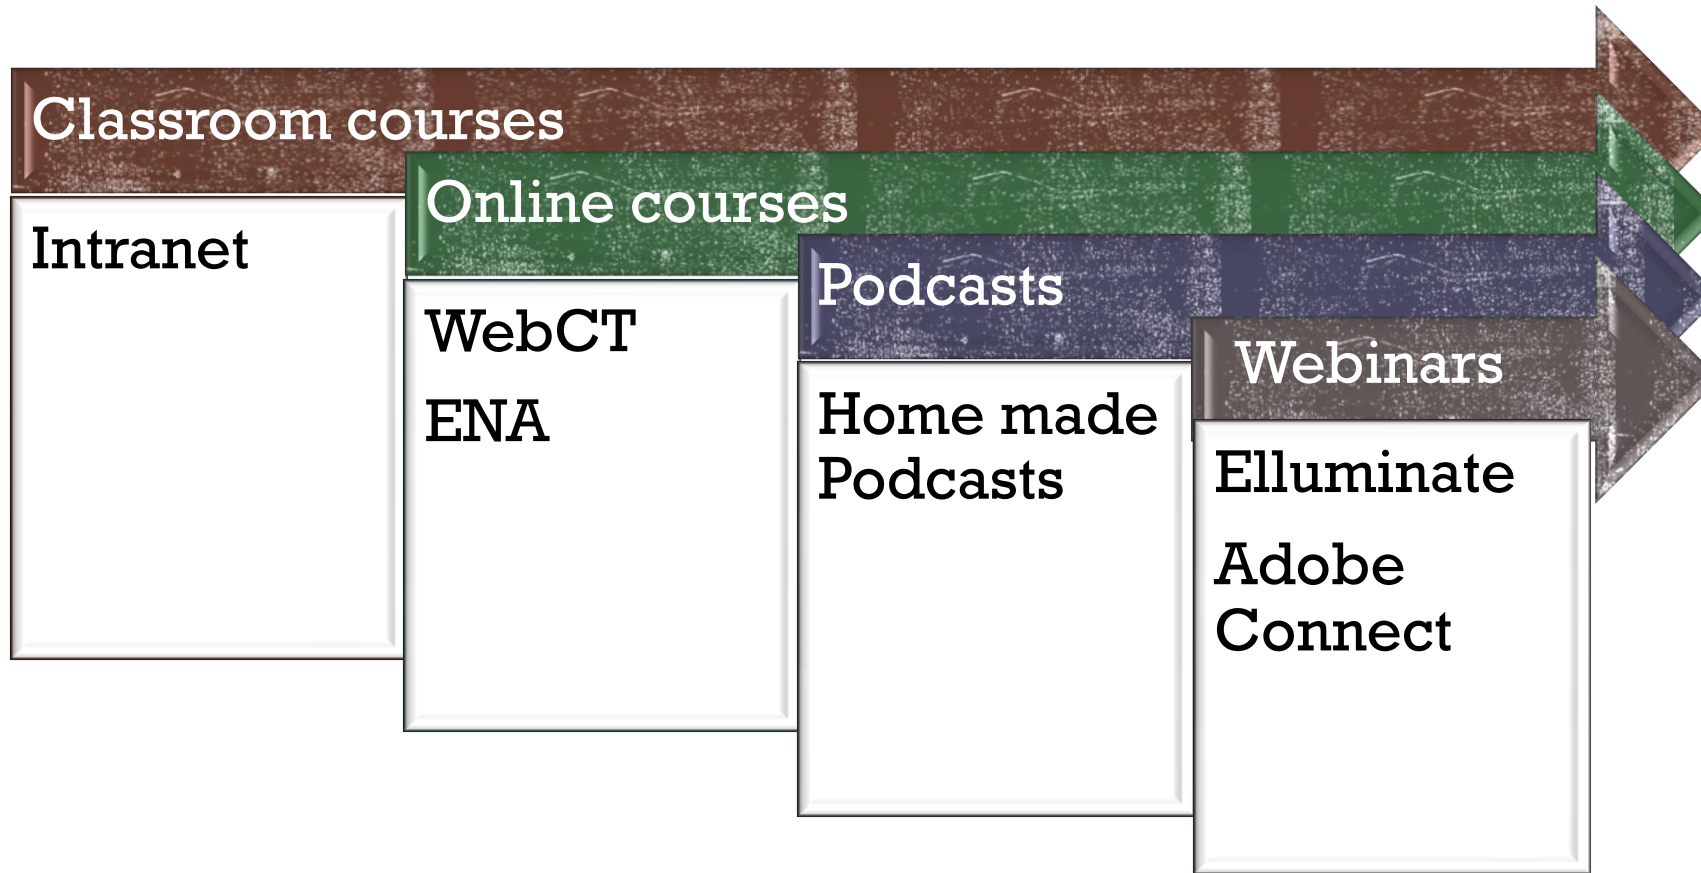 Classroom courses
Intranet
Online courses
WebCT
ENA
Podcasts
Home made
Podcasts
Webinars
Elluminate
Adobe
Connect